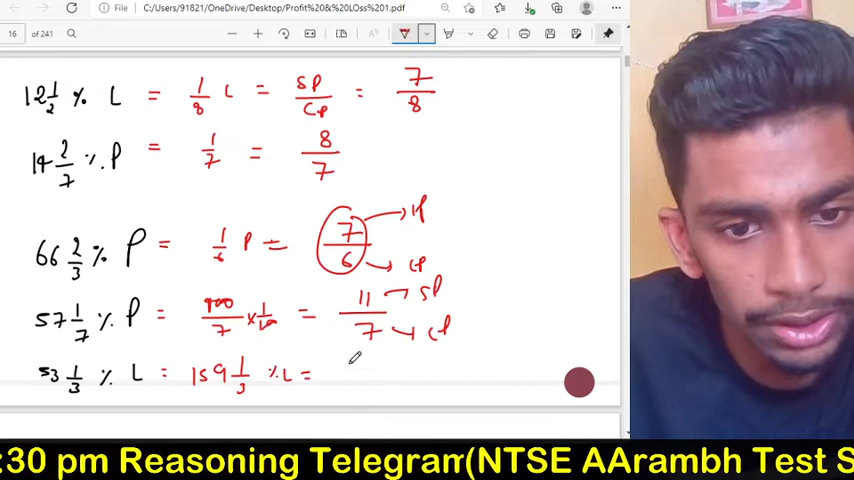 File | C:/Users/91821/OneDrive/Desktop/Profit%20&%20LOss%201.pdf
16 of 241
12 1/2 % L = 1/8 L = SP/CP = 7/8
14 2/7 % P = 1/7 = 8/7
66 2/3 % P = 1/6 P = 7/6
CP
57 1/7 % P = 400/7 × 1/100 = 11/7
SP
CP
53 1/3 % L = 159 1/3 % L =
:30 pm Reasoning Telegram(NTSE AArambh Test S